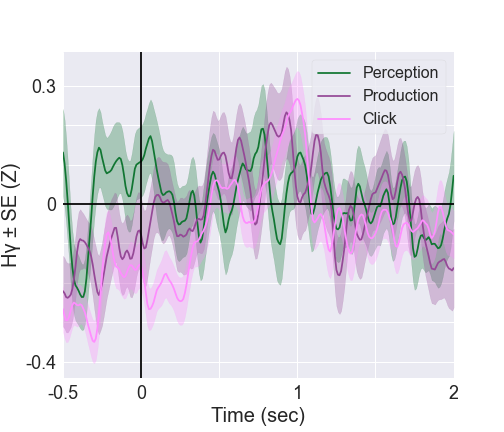 Hγ ± SE (Z)
0.3
0
-0.4
Perception
Production
Click
-0.5 0 1 2
Time (sec)